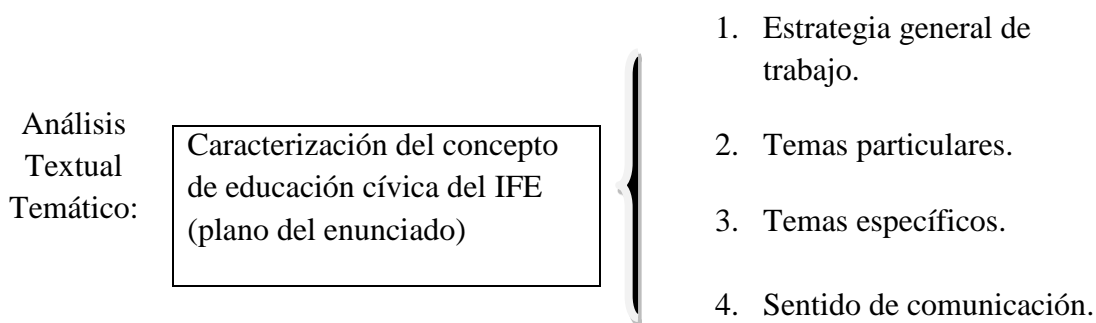 Análisis
Textual
Temático:
Caracterización del concepto
de educación cívica del IFE
(plano del enunciado)
1. Estrategia general de
trabajo.
2. Temas particulares.
3. Temas específicos.
4. Sentido de comunicación.